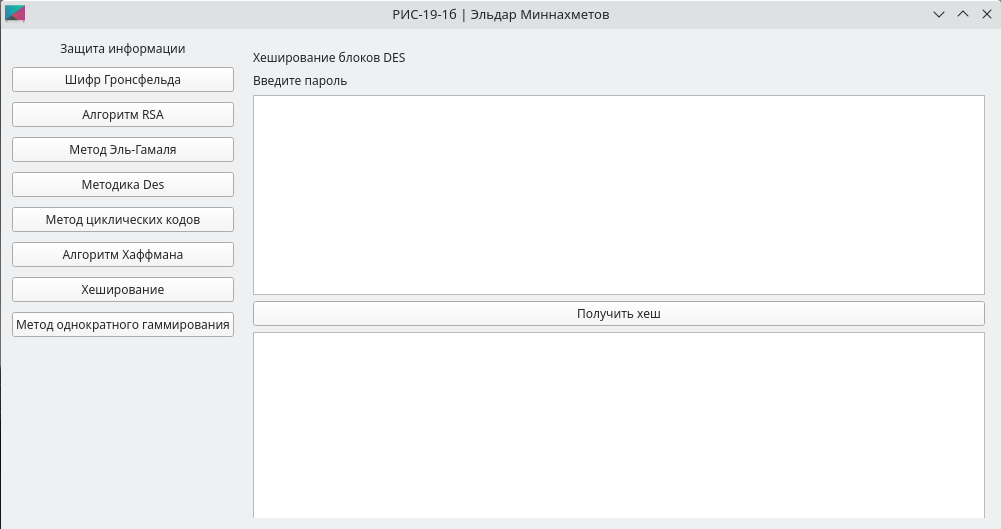 РИС-19-1б | Эльдар Миннахметов
Защита информации
Шифр Гронсфельда
Алгоритм RSA
Метод Эль-Гамаля
Методика Des
Метод циклических кодов
Алгоритм Хаффмана
Хеширование
Метод однократного гаммирования
Хеширование блоков DES
Введите пароль
Получить хеш